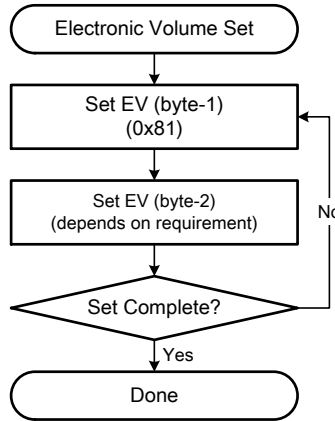 Electronic Volume Set
Set EV (byte-1)
(0x81)
Set EV (byte-2)
(depends on requirement)
No
Set Complete?
Yes
Done